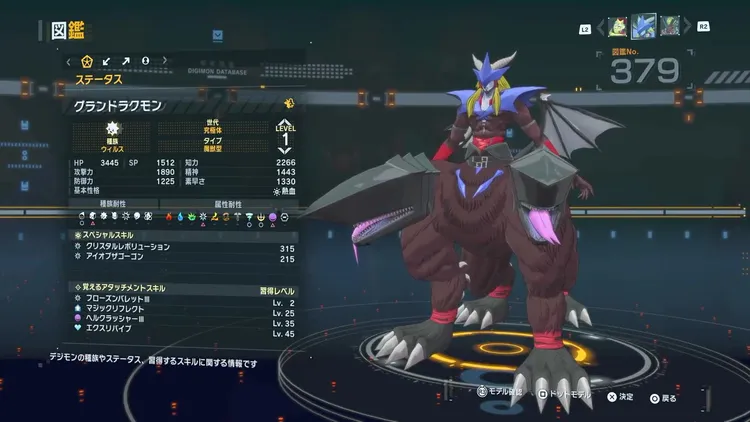 図鑑
L2
R2
図鑑No.
379
DIGIMON DATABASE
ステータス
グランドラクモン
種族
ウイルス
世代
究極体
タイプ
魔獣型
LEVEL
1
HP 3445 SP 1512 知力 2266
攻撃力 1890 精神 1443
防御力 1225 素早さ 1330
基本性格 熱血
種族耐性 属性耐性
スペシャルスキル
クリスタルレボリューション 315
アイオブザゴーゴン 215
覚えるアタッチメントスキル 習得レベル
フローズンバレットIII Lv. 2
マジックリフレクト Lv. 25
ヘルクラッシャーIII Lv. 35
エクスリバイブ Lv. 45
デジモンの種族やステータス、習得するスキルに関する情報です
R3 モデル確認 ドットモデル 決定 戻る